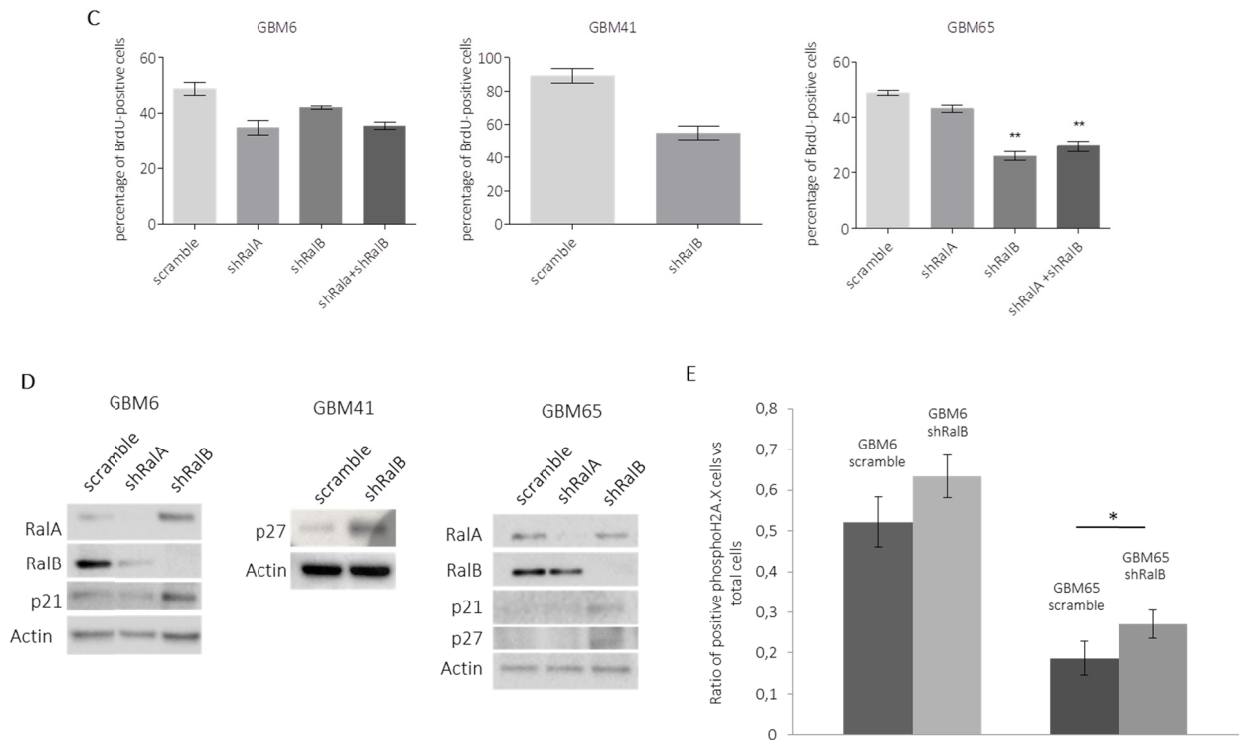 C
GBM6
percentage of BrdU-positive cells
60
40
20
0
scramble
shRalA
shRalB
shRala+shRalB
GBM41
percentage of BrdU-positive cells
100
80
60
40
20
0
scramble
shRalB
GBM65
percentage of BrdU-positive cells
60
40
20
0
**
**
scramble
shRalA
shRalB
shRalA +shRalB
D
GBM6
scramble
shRalA
shRalB
RalA
RalB
p21
Actin
GBM41
scramble
shRalB
p27
Actin
GBM65
scramble
shRalA
shRalB
RalA
RalB
p21
p27
Actin
E
Ratio of positive phosphoH2A.X cells vs
total cells
0,8
0,7
0,6
0,5
0,4
0,3
0,2
0,1
0
GBM6
scramble
GBM6
shRalB
*
GBM65
scramble
GBM65
shRalB